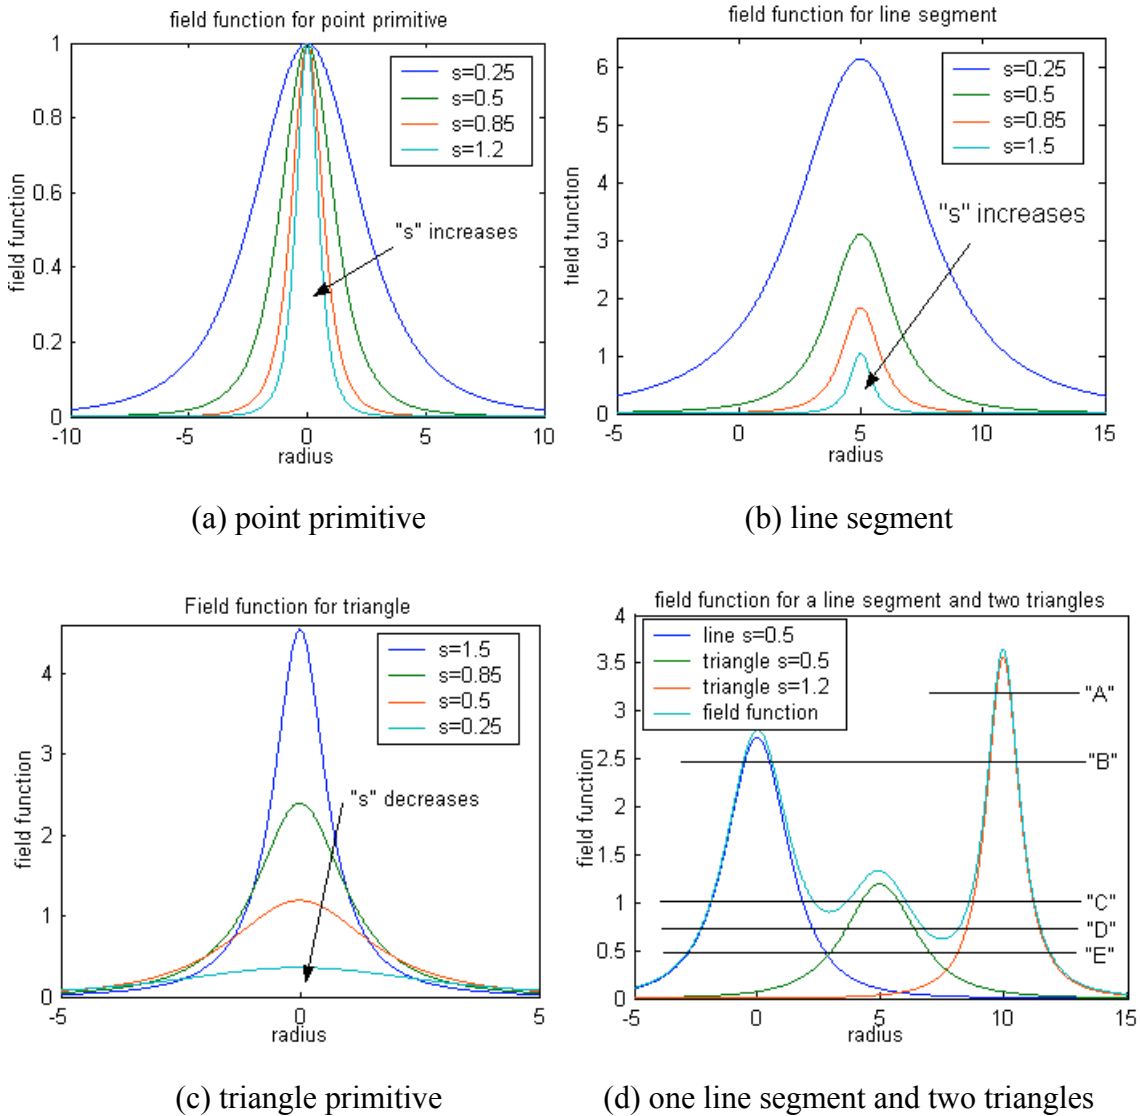 field function for point primitive
field function
1
0.8
0.6
0.4
0.2
0
s=0.25
s=0.5
s=0.85
s=1.2
"s" increases
-10
-5
0
5
10
radius
(a) point primitive
field function for line segment
field function
6
5
4
3
2
1
0
s=0.25
s=0.5
s=0.85
s=1.5
"s" increases
-5
0
5
10
15
radius
(b) line segment
Field function for triangle
field function
4
3
2
1
0
s=1.5
s=0.85
s=0.5
s=0.25
"s" decreases
-5
0
5
radius
(c) triangle primitive
field function for a line segment and two triangles
field function
4
3.5
3
2.5
2
1.5
1
0.5
0
line s=0.5
triangle s=0.5
triangle s=1.2
field function
"A"
"B"
"C"
"D"
"E"
-5
0
5
10
15
radius
(d) one line segment and two triangles